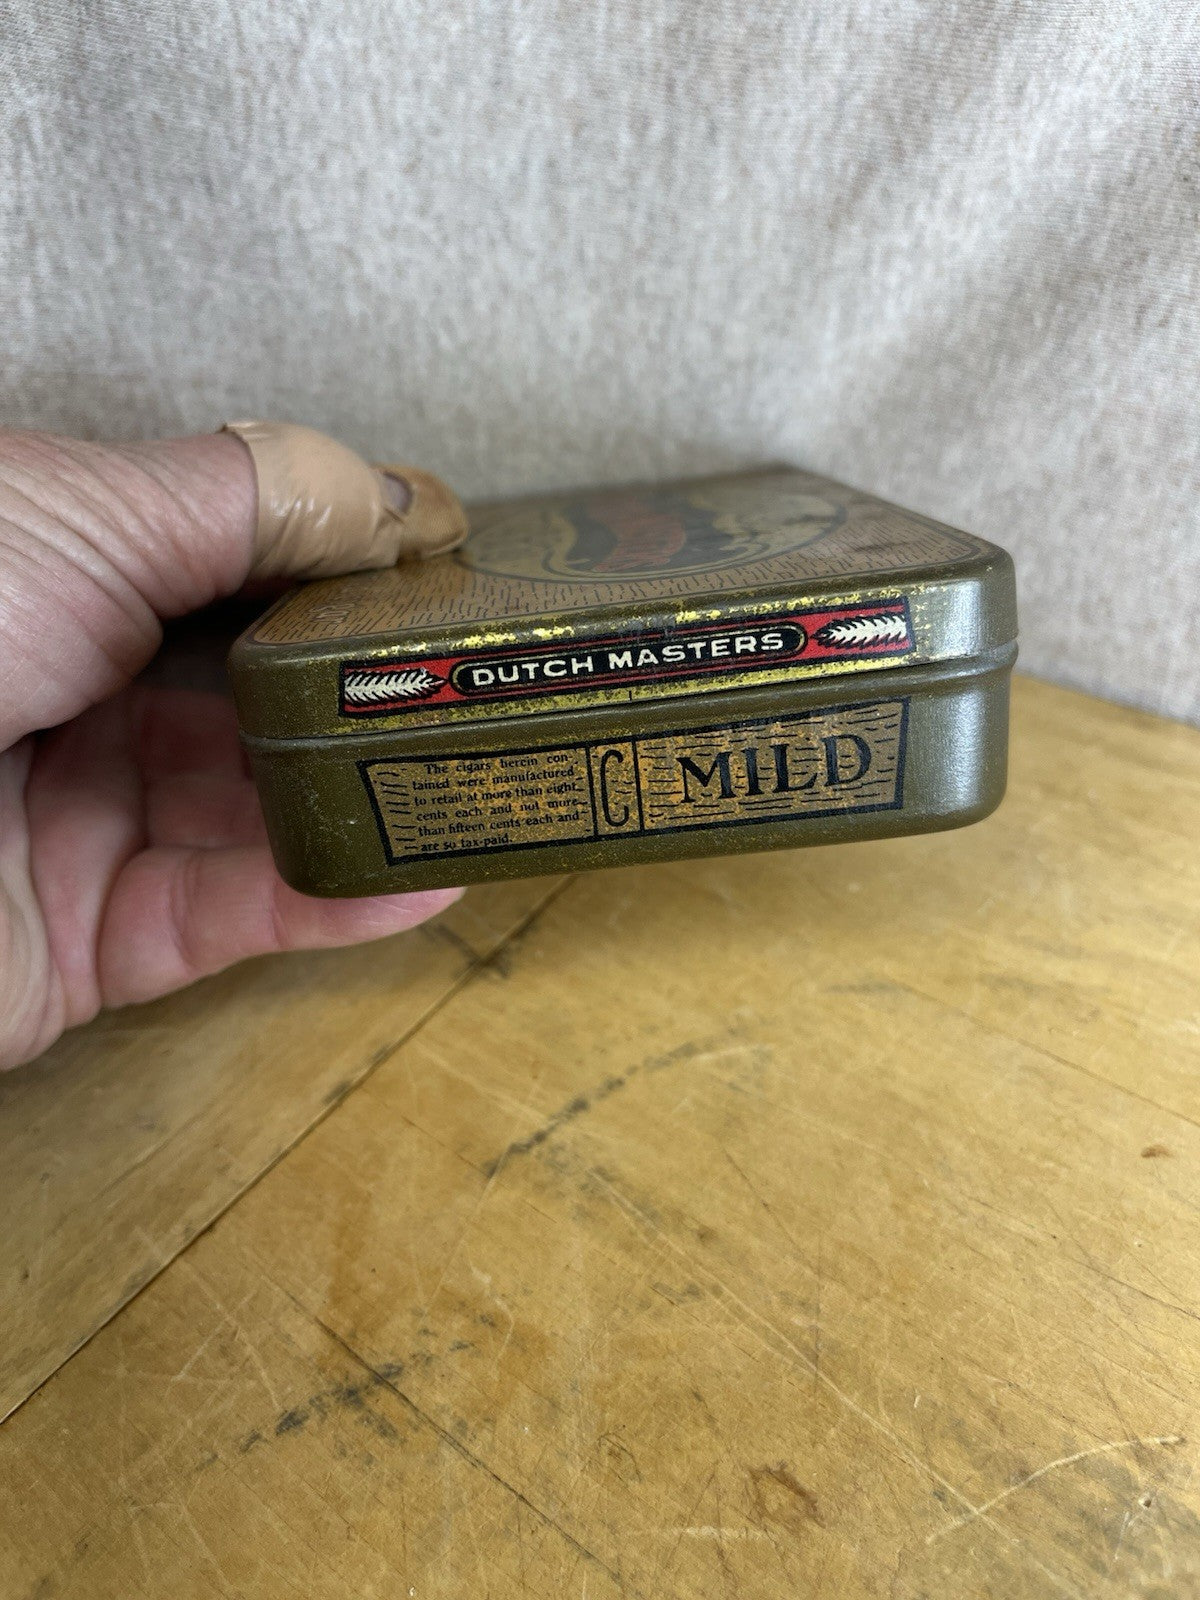 DUTCH MASTERS
The cigars herein con-
tained were manufactured
to retail at more than eight
cents each and not more
than fifteen cents each and
are so tax-paid.
C
MILD